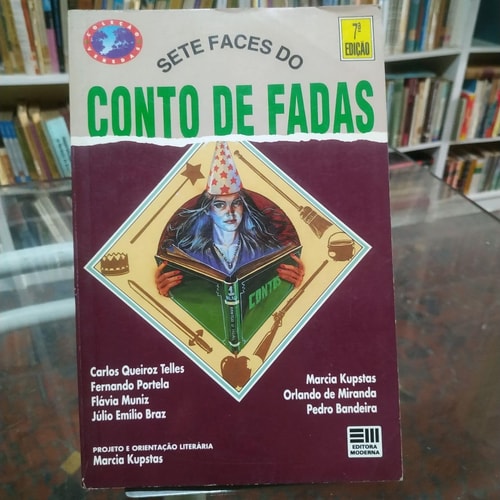 SETE FACES DO
7ª
EDIÇÃO
CONTO DE FADAS
CONTOS
Carlos Queiroz Telles
Fernando Portela
Flávia Muniz
Júlio Emílio Braz
Marcia Kupstas
Orlando de Miranda
Pedro Bandeira
PROJETO E ORIENTAÇÃO LITERÁRIA
Marcia Kupstas
EDITORA
MODERNA